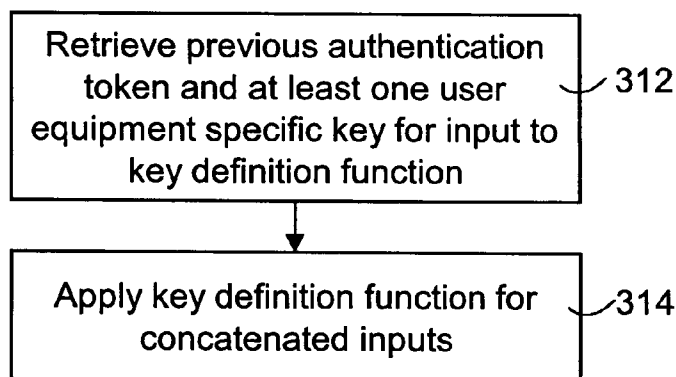 Retrieve previous authentication
token and at least one user
equipment specific key for input to
key definition function
312
Apply key definition function for
concatenated inputs
314